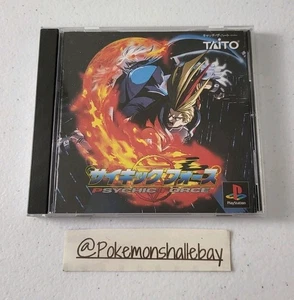 TAITO
サイキックフォース
PSYCHIC FORCE
PlayStation
@Pokemonshallebay